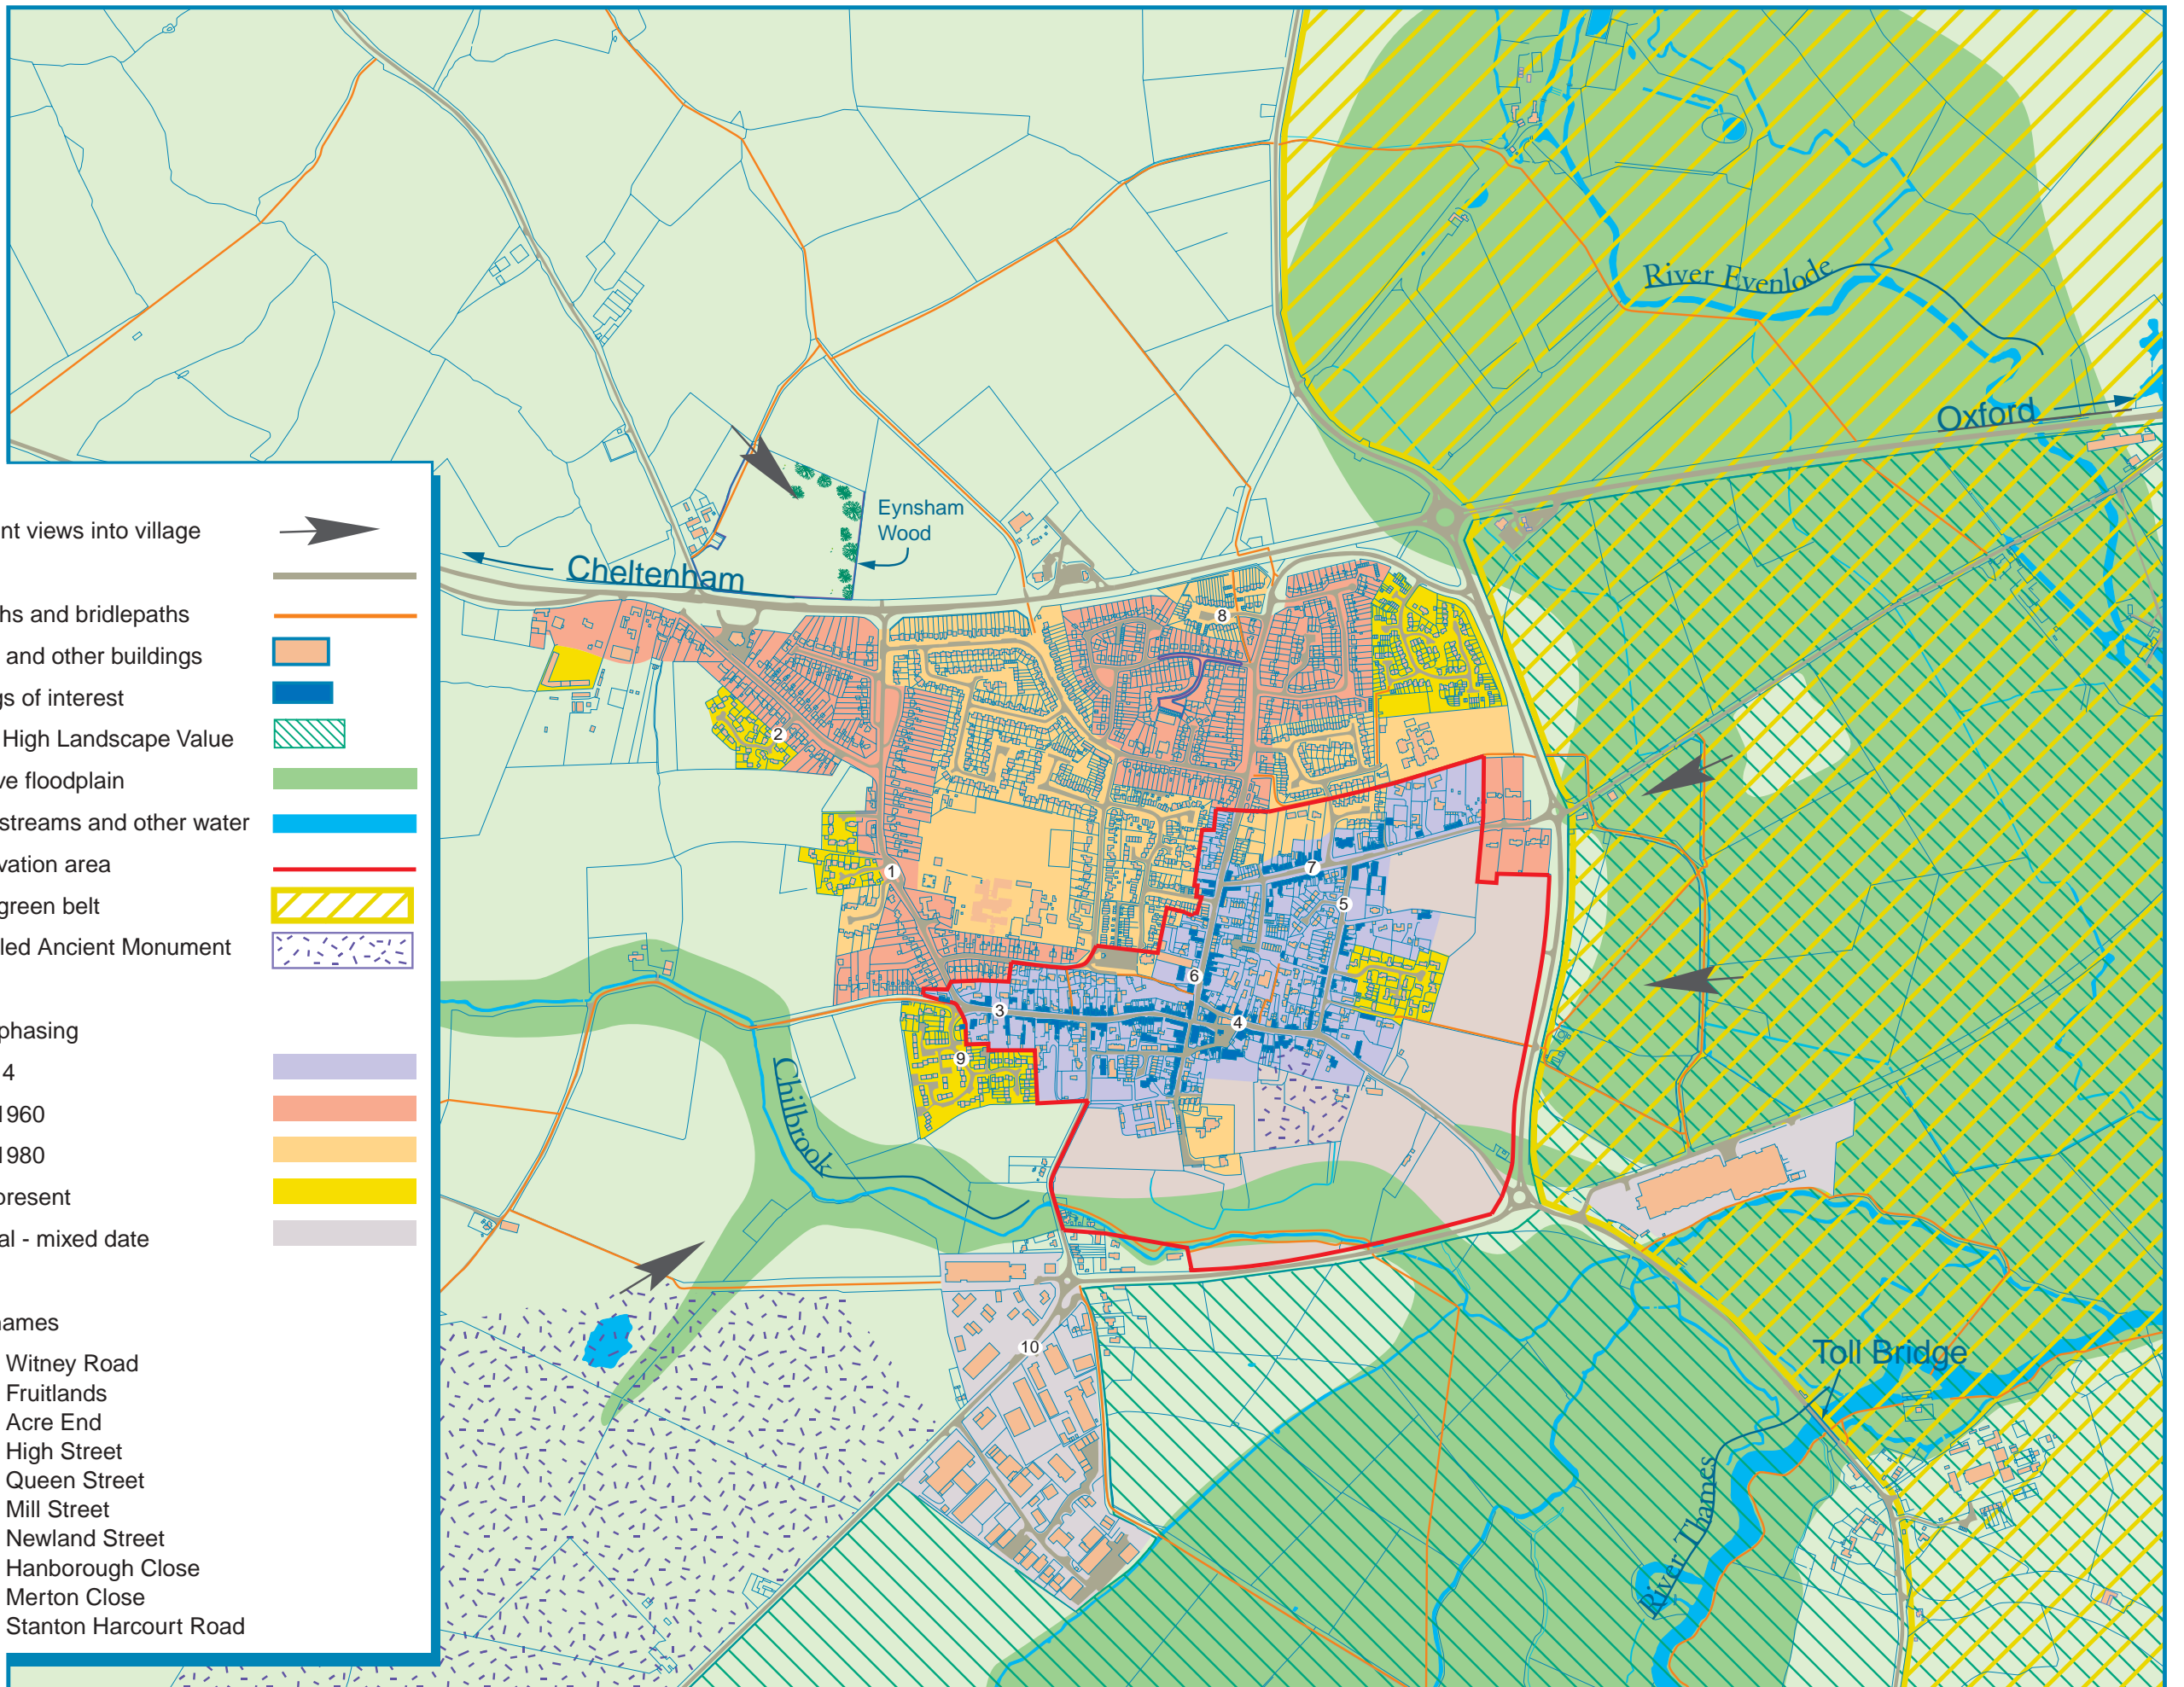 River Evenlode
Oxford
Eynsham
Wood
Cheltenham
nt views into village
hs and bridlepaths
and other buildings
gs of interest
High Landscape Value
ve floodplain
streams and other water
vation area
green belt
led Ancient Monument
phasing
4
1960
1980
present
al - mixed date
names
Witney Road
Fruitlands
Acre End
High Street
Queen Street
Mill Street
Newland Street
Hanborough Close
Merton Close
Stanton Harcourt Road
8
2
1
7
5
6
3
4
9
Chilbrook
10
Toll Bridge
River Thames